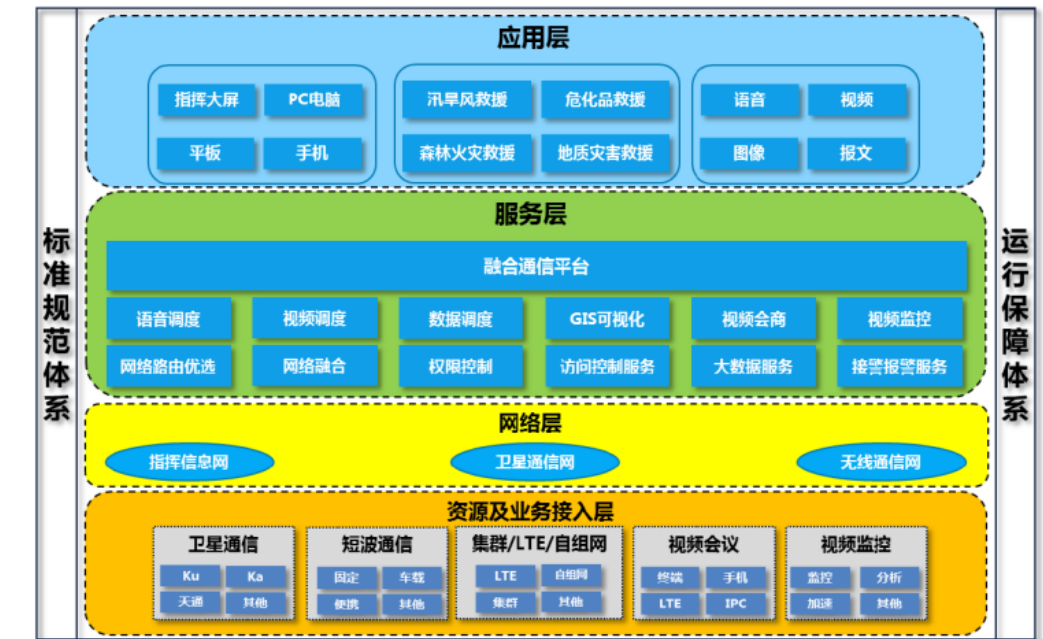 标准规范体系
应用层
指挥大屏 PC电脑
平板 手机
汛旱风救援 危化品救援
森林火灾救援 地质灾害救援
语音 视频
图像 报文
服务层
融合通信平台
语音调度 视频调度 数据调度 GIS可视化 视频会商 视频监控
网络路由优选 网络融合 权限控制 访问控制服务 大数据服务 接警报警服务
网络层
指挥信息网 卫星通信网 无线通信网
资源及业务接入层
卫星通信
Ku Ka
天通 其他
短波通信
固定 车载
便携 其他
集群/LTE/自组网
LTE 自组网
集群 其他
视频会议
终端 手机
LTE IPC
视频监控
监控 分析
加速 其他
运行保障体系